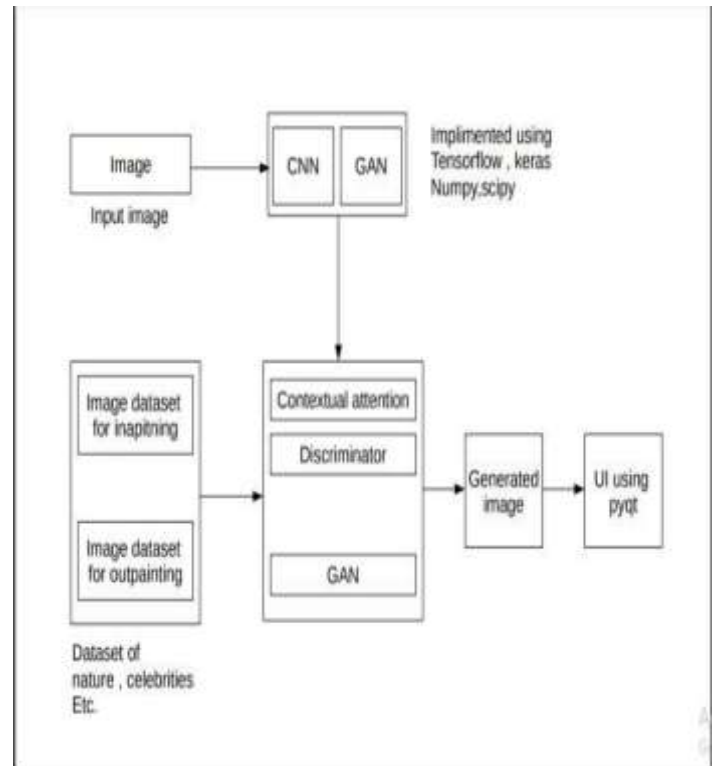 Image
Input image
CNN
GAN
Implimented using
Tensorflow , keras
Numpy,scipy
Image dataset
for inapitning
Image dataset
for outpainting
Dataset of
nature , celebrities
Etc.
Contextual attention
Discriminator
GAN
Generated
image
UI using
pyqt